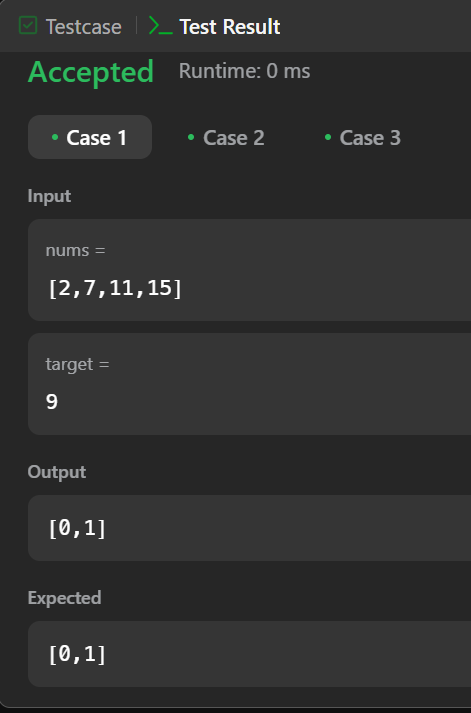 Testcase Test Result
Accepted Runtime: 0 ms
Case 1 Case 2 Case 3
Input
nums =
[2,7,11,15]
target =
9
Output
[0,1]
Expected
[0,1]